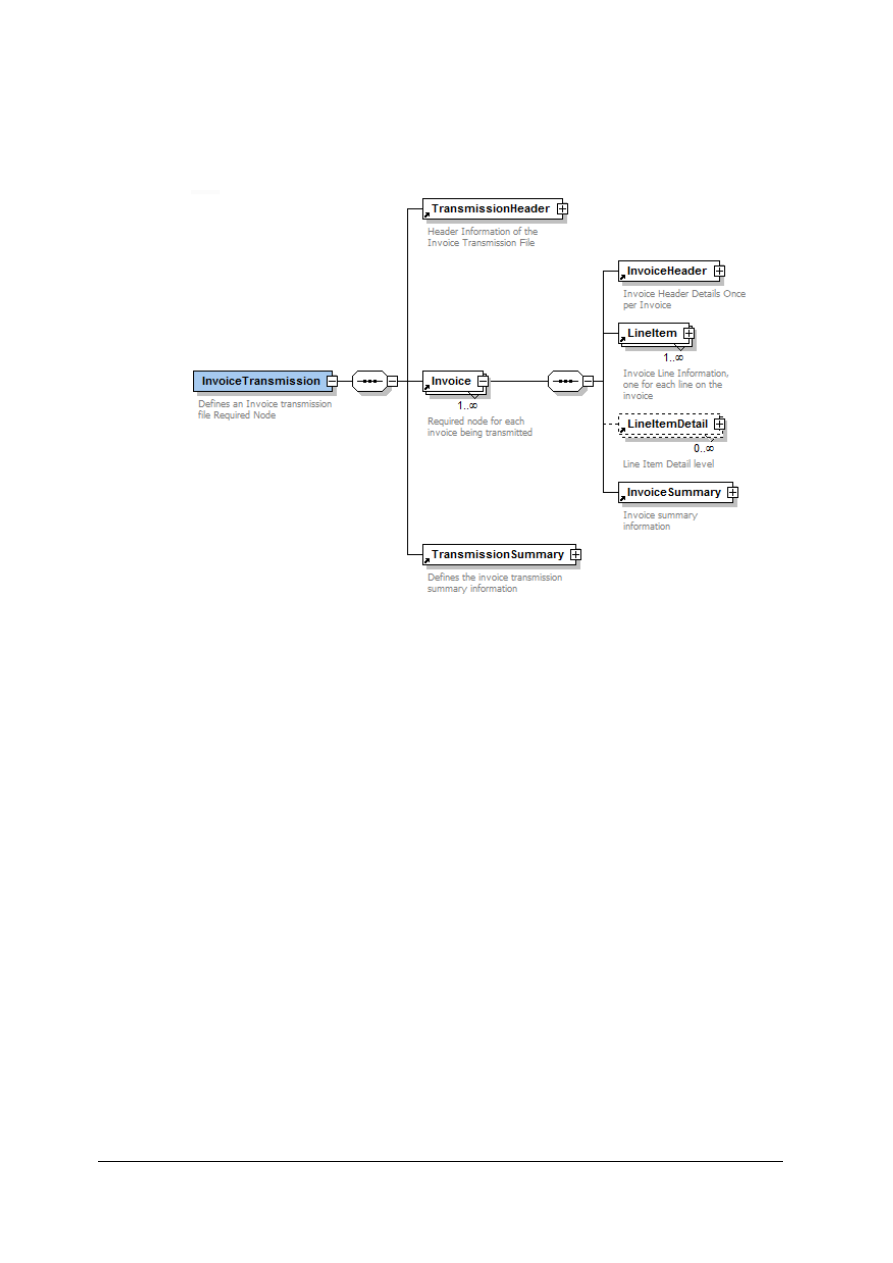 TransmissionHeader
Header Information of the
Invoice Transmission File
InvoiceHeader
Invoice Header Details Once
per Invoice
LineItem
1..∞
Invoice Line Information,
one for each line on the
invoice
InvoiceTransmission
Defines an Invoice transmission
file Required Node
Invoice
1..∞
Required node for each
invoice being transmitted
LineItemDetail
0..∞
Line Item Detail level
InvoiceSummary
Invoice summary
information
TransmissionSummary
Defines the invoice transmission
summary information